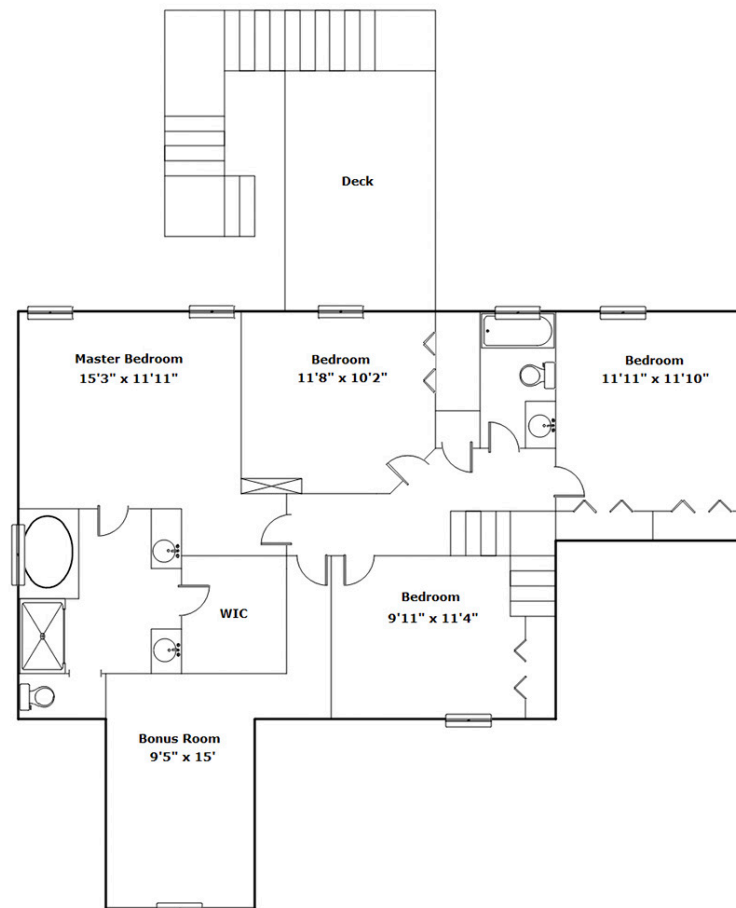 Deck
Master Bedroom
15'3" x 11'11"
Bedroom
11'8" x 10'2"
Bedroom
11'11" x 11'10"
WIC
Bedroom
9'11" x 11'4"
Bonus Room
9'5" x 15'